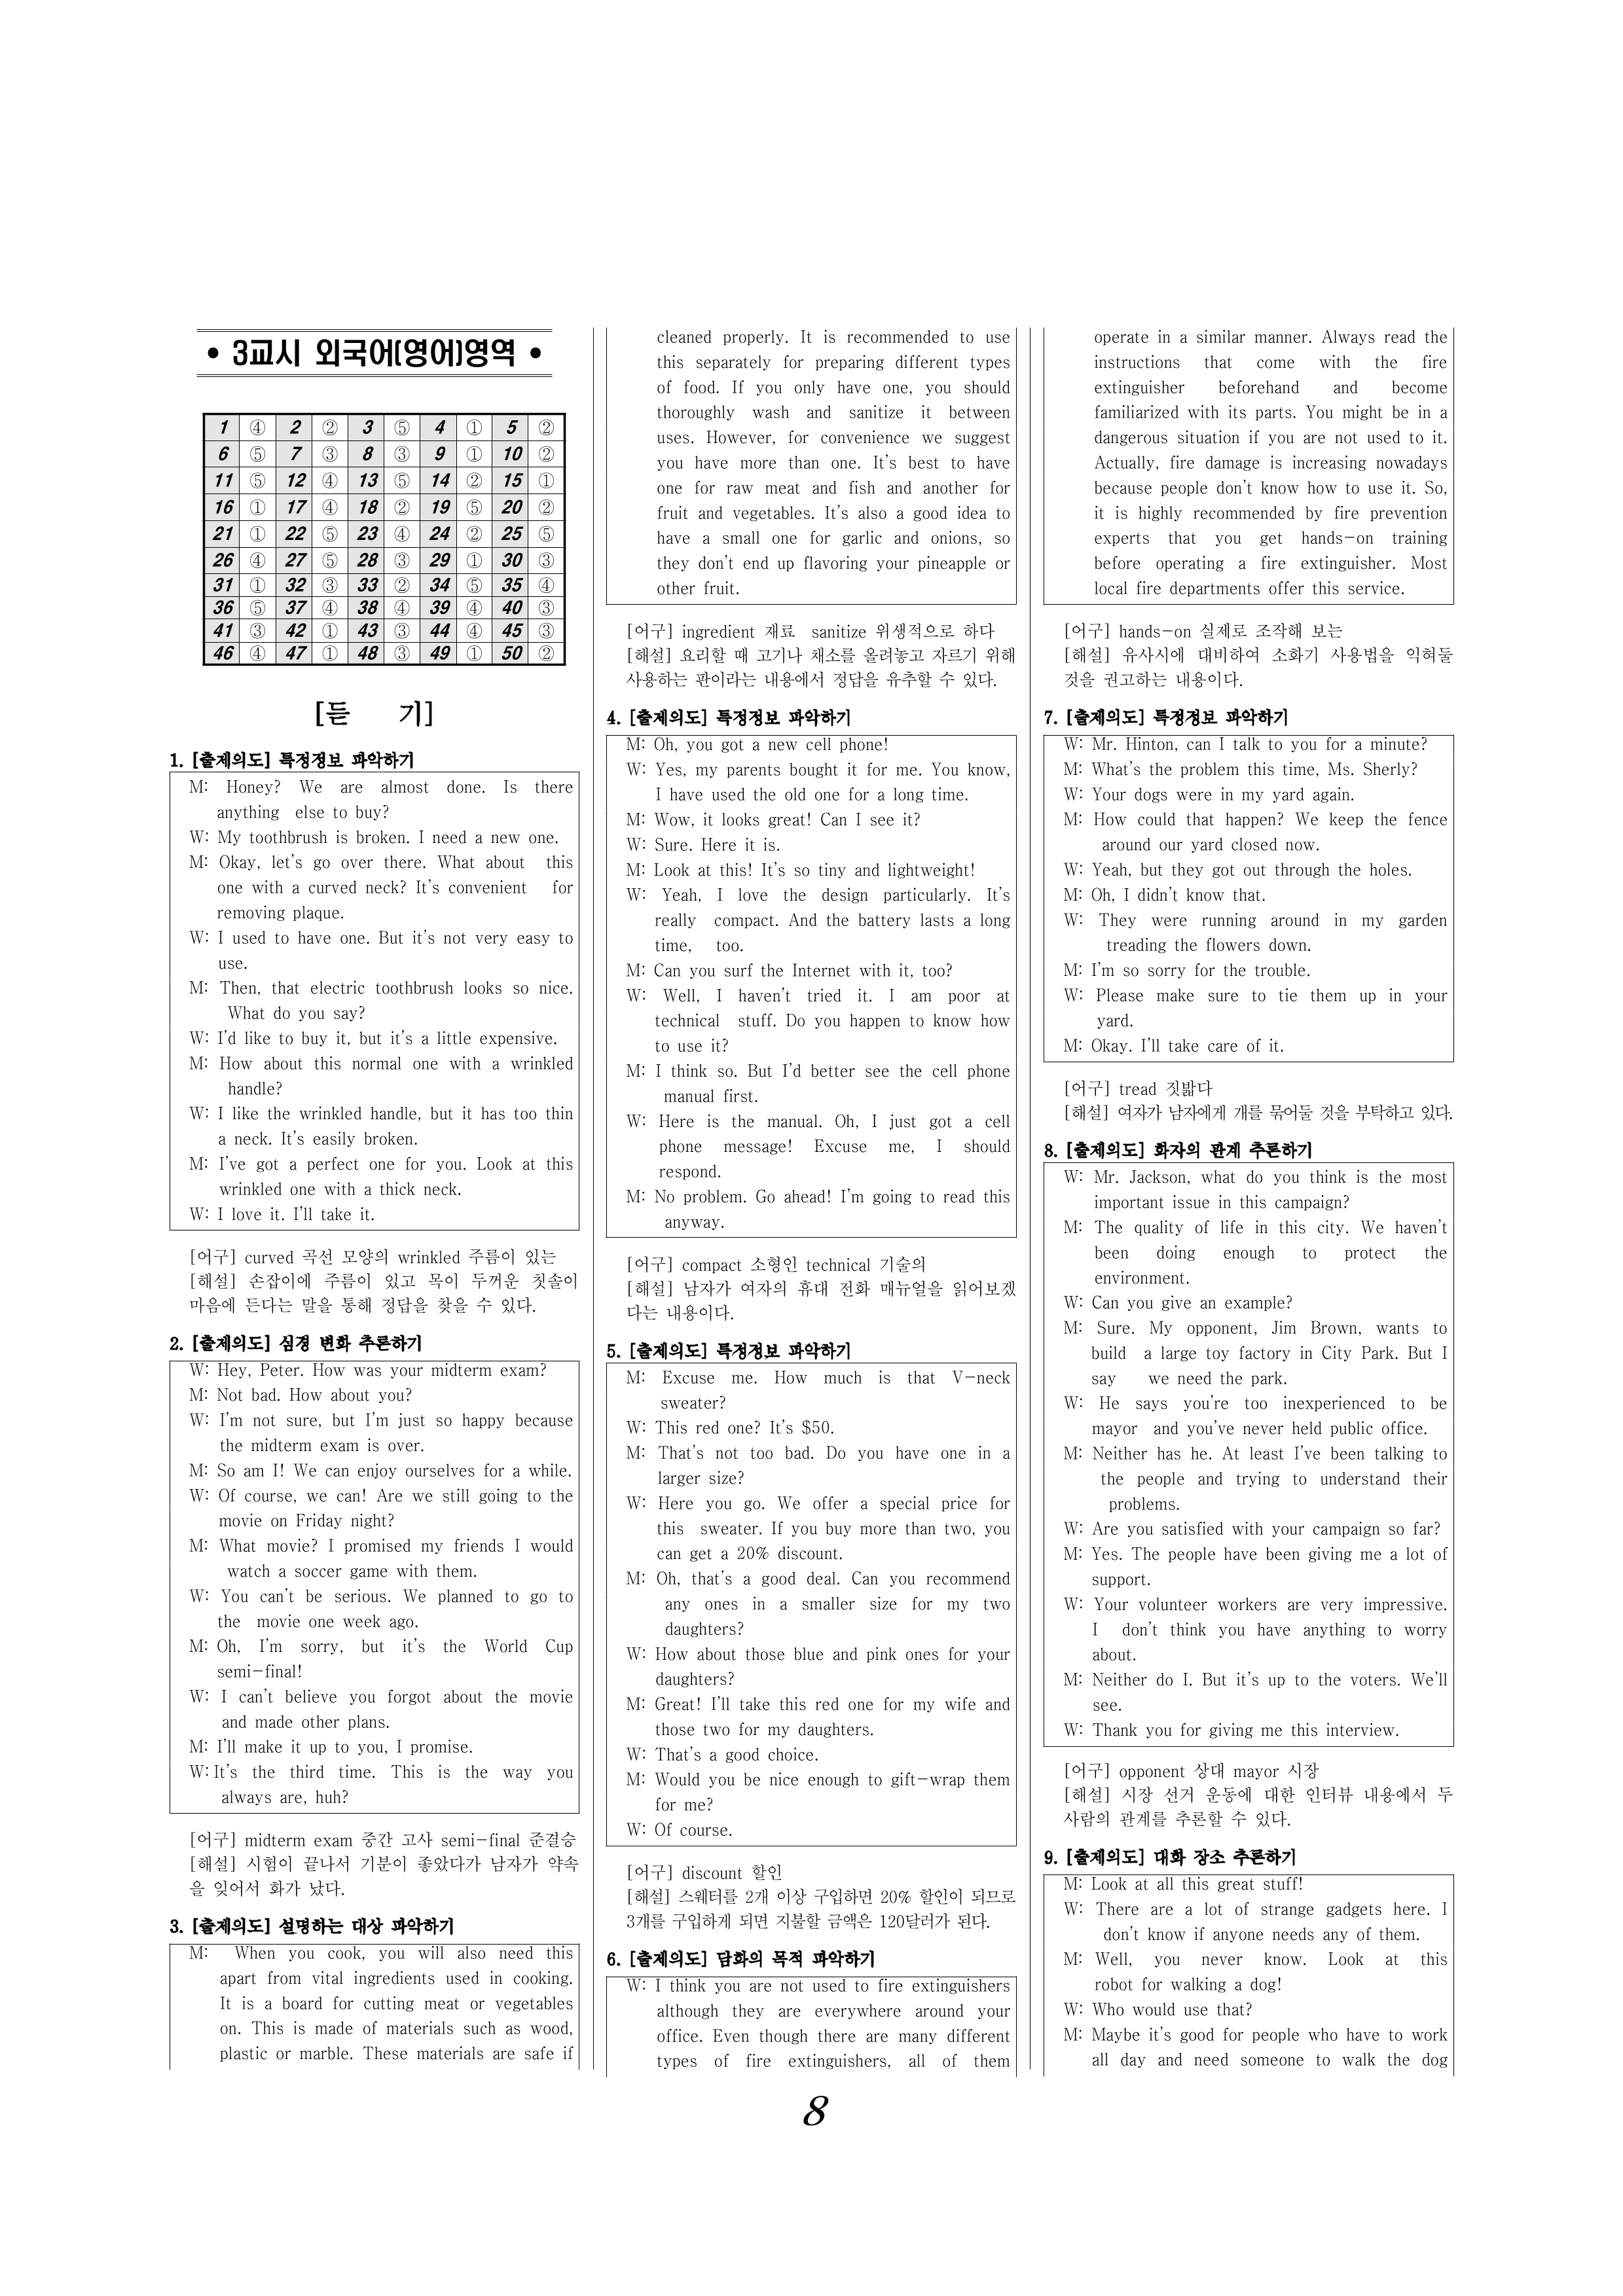 • 3교시 외국어(영어)영역 •
1 ④ 2 ② 3 ⑤ 4 ① 5 ②
6 ⑤ 7 ③ 8 ③ 9 ① 10 ②
11 ⑤ 12 ④ 13 ⑤ 14 ② 15 ①
16 ① 17 ④ 18 ② 19 ⑤ 20 ②
21 ① 22 ⑤ 23 ④ 24 ② 25 ⑤
26 ④ 27 ⑤ 28 ③ 29 ① 30 ③
31 ① 32 ③ 33 ② 34 ⑤ 35 ④
36 ⑤ 37 ④ 38 ④ 39 ④ 40 ③
41 ③ 42 ① 43 ③ 44 ④ 45 ③
46 ④ 47 ① 48 ③ 49 ① 50 ②
[듣 기]
1. [출제의도] 특정정보 파악하기
M: Honey? We are almost done. Is there
anything else to buy?
W: My toothbrush is broken. I need a new one.
M: Okay, let's go over there. What about this
one with a curved neck? It's convenient for
removing plaque.
W: I used to have one. But it's not very easy to
use.
M: Then, that electric toothbrush looks so nice.
What do you say?
W: I'd like to buy it, but it's a little expensive.
M: How about this normal one with a wrinkled
handle?
W: I like the wrinkled handle, but it has too thin
a neck. It's easily broken.
M: I've got a perfect one for you. Look at this
wrinkled one with a thick neck.
W: I love it. I'll take it.
[어구] curved 곡선 모양의 wrinkled 주름이 있는
[해설] 손잡이에 주름이 있고 목이 두꺼운 칫솔이
마음에 든다는 말을 통해 정답을 찾을 수 있다.
2. [출제의도] 심경 변화 추론하기
W: Hey, Peter. How was your midterm exam?
M: Not bad. How about you?
W: I'm not sure, but I'm just so happy because
the midterm exam is over.
M: So am I! We can enjoy ourselves for a while.
W: Of course, we can! Are we still going to the
movie on Friday night?
M: What movie? I promised my friends I would
watch a soccer game with them.
W: You can't be serious. We planned to go to
the movie one week ago.
M: Oh, I'm sorry, but it's the World Cup
semi-final!
W: I can't believe you forgot about the movie
and made other plans.
M: I'll make it up to you, I promise.
W: It's the third time. This is the way you
always are, huh?
[어구] midterm exam 중간 고사 semi-final 준결승
[해설] 시험이 끝나서 기분이 좋았다가 남자가 약속
을 잊어서 화가 났다.
3. [출제의도] 설명하는 대상 파악하기
M: When you cook, you will also need this
apart from vital ingredients used in cooking.
It is a board for cutting meat or vegetables
on. This is made of materials such as wood,
plastic or marble. These materials are safe if
cleaned properly. It is recommended to use
this separately for preparing different types
of food. If you only have one, you should
thoroughly wash and sanitize it between
uses. However, for convenience we suggest
you have more than one. It's best to have
one for raw meat and fish and another for
fruit and vegetables. It's also a good idea to
have a small one for garlic and onions, so
they don't end up flavoring your pineapple or
other fruit.
[어구] ingredient 재료 sanitize 위생적으로 하다
[해설] 요리할 때 고기나 채소를 올려놓고 자르기 위해
사용하는 판이라는 내용에서 정답을 유추할 수 있다.
4. [출제의도] 특정정보 파악하기
M: Oh, you got a new cell phone!
W: Yes, my parents bought it for me. You know,
I have used the old one for a long time.
M: Wow, it looks great! Can I see it?
W: Sure. Here it is.
M: Look at this! It's so tiny and lightweight!
W: Yeah, I love the design particularly. It's
really compact. And the battery lasts a long
time, too.
M: Can you surf the Internet with it, too?
W: Well, I haven't tried it. I am poor at
technical stuff. Do you happen to know how
to use it?
M: I think so. But I'd better see the cell phone
manual first.
W: Here is the manual. Oh, I just got a cell
phone message! Excuse me, I should
respond.
M: No problem. Go ahead! I'm going to read this
anyway.
[어구] compact 소형인 technical 기술의
[해설] 남자가 여자의 휴대 전화 매뉴얼을 읽어보겠
다는 내용이다.
5. [출제의도] 특정정보 파악하기
M: Excuse me. How much is that V-neck
sweater?
W: This red one? It's $50.
M: That's not too bad. Do you have one in a
larger size?
W: Here you go. We offer a special price for
this sweater. If you buy more than two, you
can get a 20% discount.
M: Oh, that's a good deal. Can you recommend
any ones in a smaller size for my two
daughters?
W: How about those blue and pink ones for your
daughters?
M: Great! I'll take this red one for my wife and
those two for my daughters.
W: That's a good choice.
M: Would you be nice enough to gift-wrap them
for me?
W: Of course.
[어구] discount 할인
[해설] 스웨터를 2개 이상 구입하면 20% 할인이 되므로
3개를 구입하게 되면 지불할 금액은 120달러가 된다.
6. [출제의도] 담화의 목적 파악하기
W: I think you are not used to fire extinguishers
although they are everywhere around your
office. Even though there are many different
types of fire extinguishers, all of them
operate in a similar manner. Always read the
instructions that come with the fire
extinguisher beforehand and become
familiarized with its parts. You might be in a
dangerous situation if you are not used to it.
Actually, fire damage is increasing nowadays
because people don't know how to use it. So,
it is highly recommended by fire prevention
experts that you get hands-on training
before operating a fire extinguisher. Most
local fire departments offer this service.
[어구] hands-on 실제로 조작해 보는
[해설] 유사시에 대비하여 소화기 사용법을 익혀둘
것을 권고하는 내용이다.
7. [출제의도] 특정정보 파악하기
W: Mr. Hinton, can I talk to you for a minute?
M: What's the problem this time, Ms. Sherly?
W: Your dogs were in my yard again.
M: How could that happen? We keep the fence
around our yard closed now.
W: Yeah, but they got out through the holes.
M: Oh, I didn't know that.
W: They were running around in my garden
treading the flowers down.
M: I'm so sorry for the trouble.
W: Please make sure to tie them up in your
yard.
M: Okay. I'll take care of it.
[어구] tread 짓밟다
[해설] 여자가 남자에게 개를 묶어둘 것을 부탁하고 있다.
8. [출제의도] 화자의 관계 추론하기
W: Mr. Jackson, what do you think is the most
important issue in this campaign?
M: The quality of life in this city. We haven't
been doing enough to protect the
environment.
W: Can you give an example?
M: Sure. My opponent, Jim Brown, wants to
build a large toy factory in City Park. But I
say we need the park.
W: He says you're too inexperienced to be
mayor and you've never held public office.
M: Neither has he. At least I've been talking to
the people and trying to understand their
problems.
W: Are you satisfied with your campaign so far?
M: Yes. The people have been giving me a lot of
support.
W: Your volunteer workers are very impressive.
I don't think you have anything to worry
about.
M: Neither do I. But it's up to the voters. We'll
see.
W: Thank you for giving me this interview.
[어구] opponent 상대 mayor 시장
[해설] 시장 선거 운동에 대한 인터뷰 내용에서 두
사람의 관계를 추론할 수 있다.
9. [출제의도] 대화 장소 추론하기
M: Look at all this great stuff!
W: There are a lot of strange gadgets here. I
don't know if anyone needs any of them.
M: Well, you never know. Look at this
robot for walking a dog!
W: Who would use that?
M: Maybe it's good for people who have to work
all day and need someone to walk the dog
8